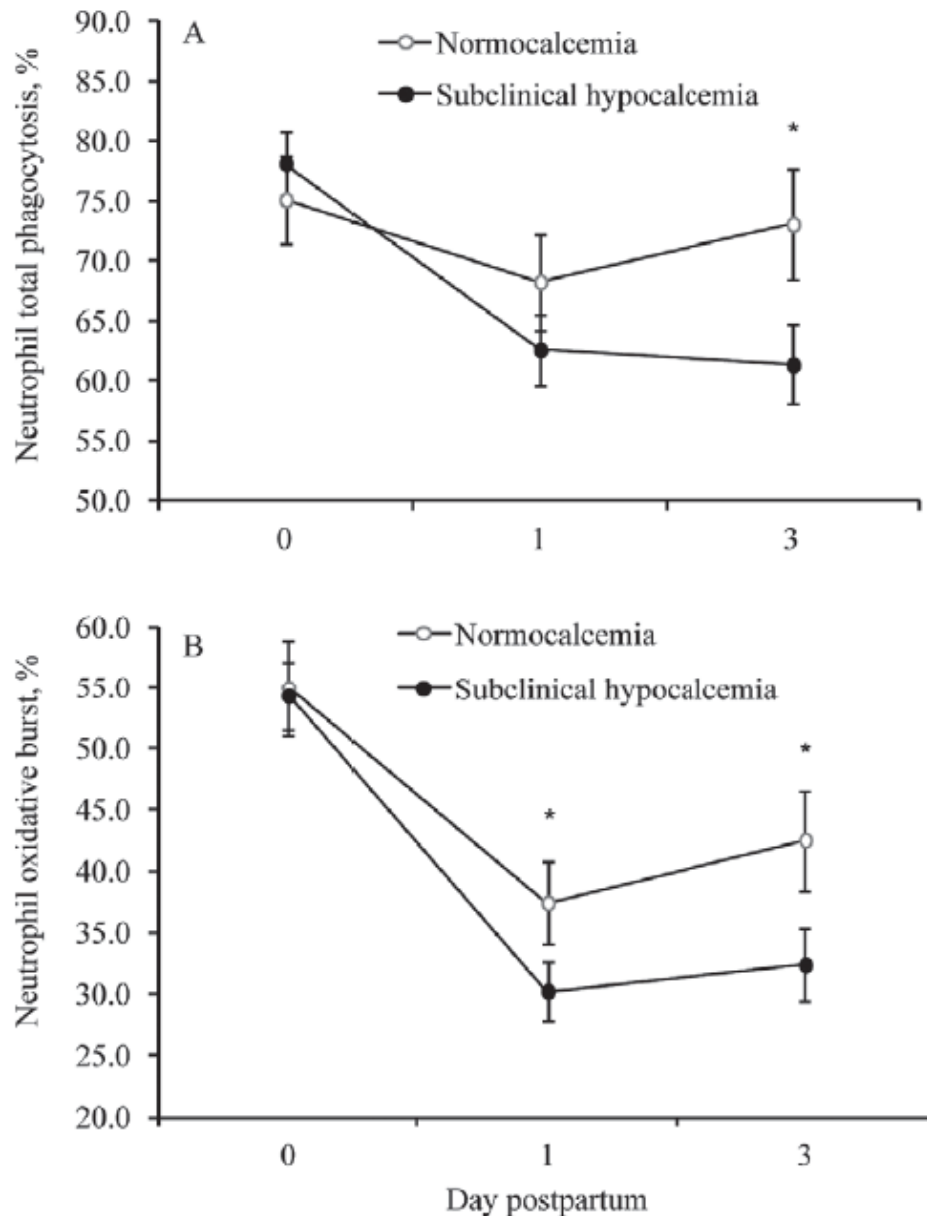 A
Normocalcemia
Subclinical hypocalcemia
*
Neutrophil total phagocytosis, %
90.0
85.0
80.0
75.0
70.0
65.0
60.0
55.0
50.0
0 1 3
B
Normocalcemia
Subclinical hypocalcemia
*
*
Neutrophil oxidative burst, %
60.0
55.0
50.0
45.0
40.0
35.0
30.0
25.0
20.0
0 1 3
Day postpartum